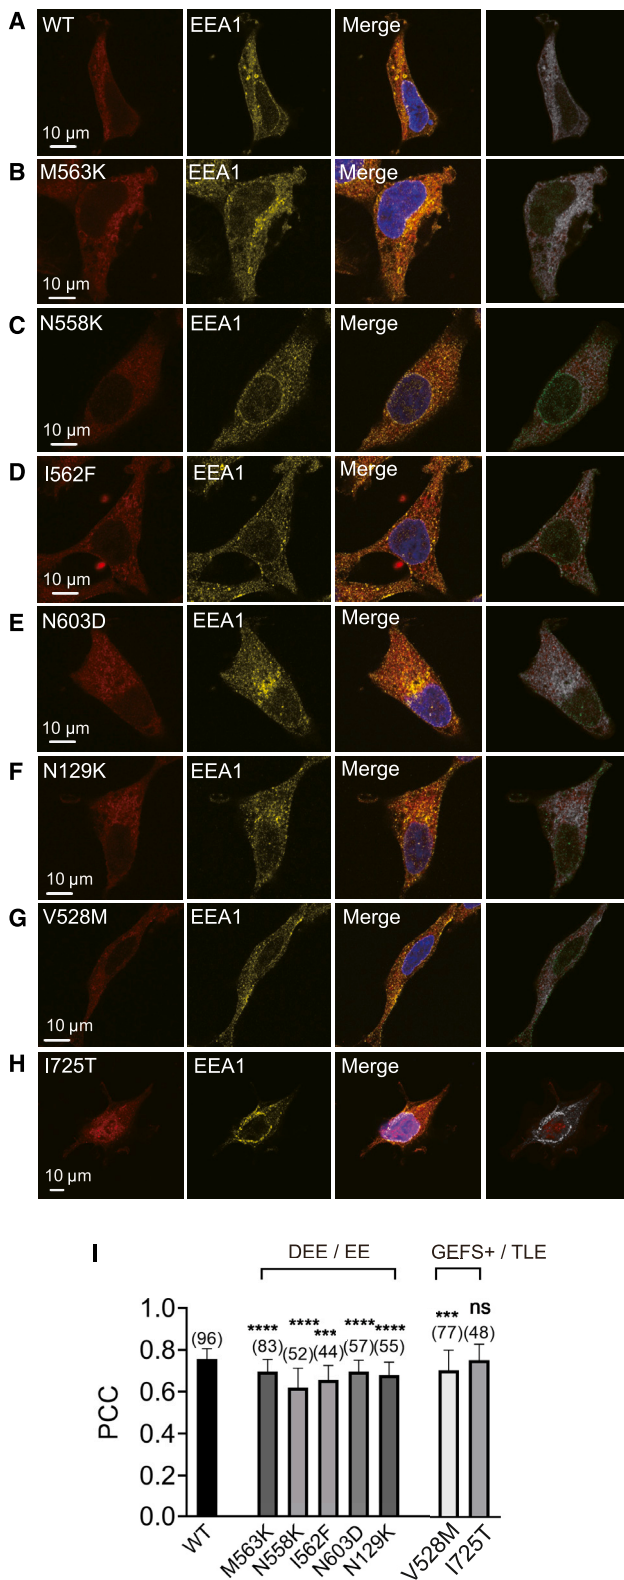 A WT EEA1 Merge
10 µm
B M563K EEA1 Merge
10 µm
C N558K EEA1 Merge
10 µm
D I562F EEA1 Merge
10 µm
E N603D EEA1 Merge
10 µm
F N129K EEA1 Merge
10 µm
G V528M EEA1 Merge
10 µm
H I725T EEA1 Merge
10 µm
I DEE / EE GEFS+ / TLE
1.0 **** **** *** **** **** *** ns
(96) (83) (52) (44) (57) (55) (77) (48)
0.8
0.6
PCC
0.4
0.2
0.0
WT M563K N558K I562F N603D N129K V528M I725T